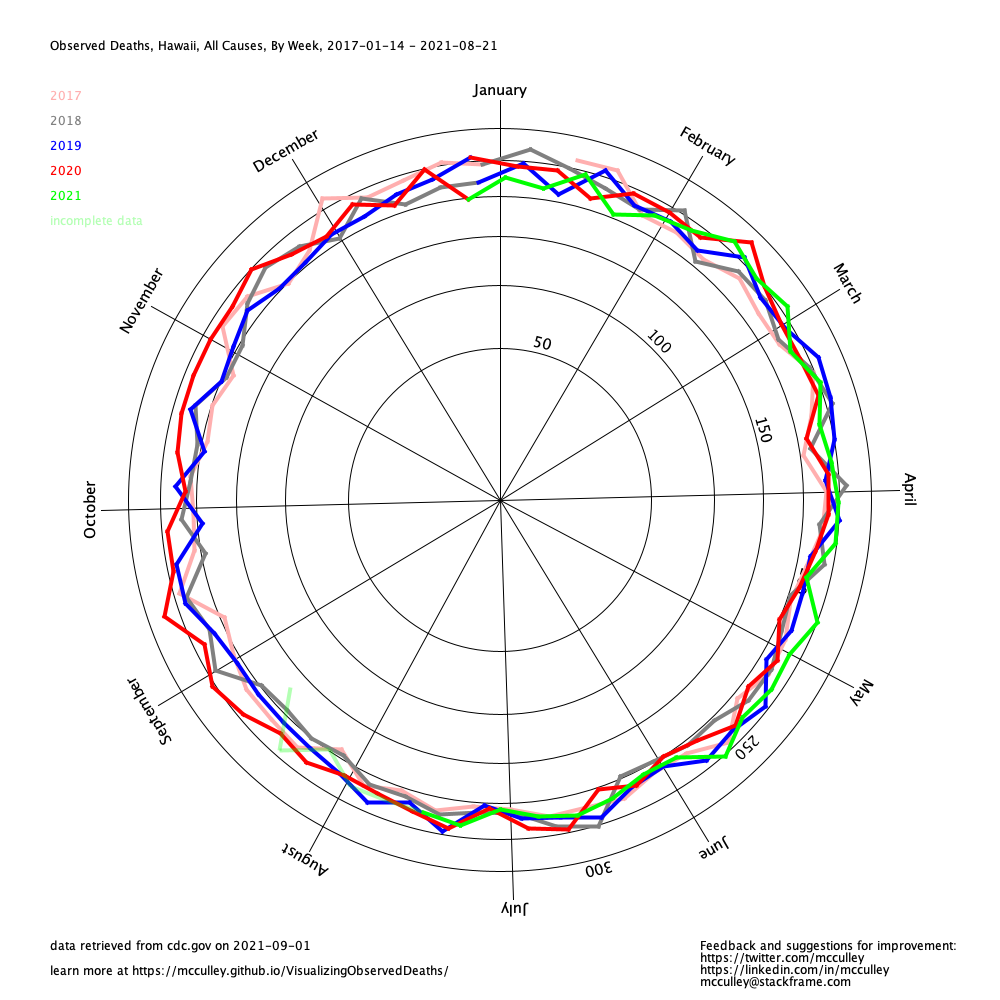 Observed Deaths, Hawaii, All Causes, By Week, 2017-01-14 - 2021-08-21
2017
2018
2019
2020
2021
incomplete data
January
February
March
April
May
June
July
August
September
October
November
December
50
100
150
250
300
data retrieved from cdc.gov on 2021-09-01
learn more at https://mcculley.github.io/VisualizingObservedDeaths/
Feedback and suggestions for improvement:
https://twitter.com/mcculley
https://linkedin.com/in/mcculley
mcculley@stackframe.com